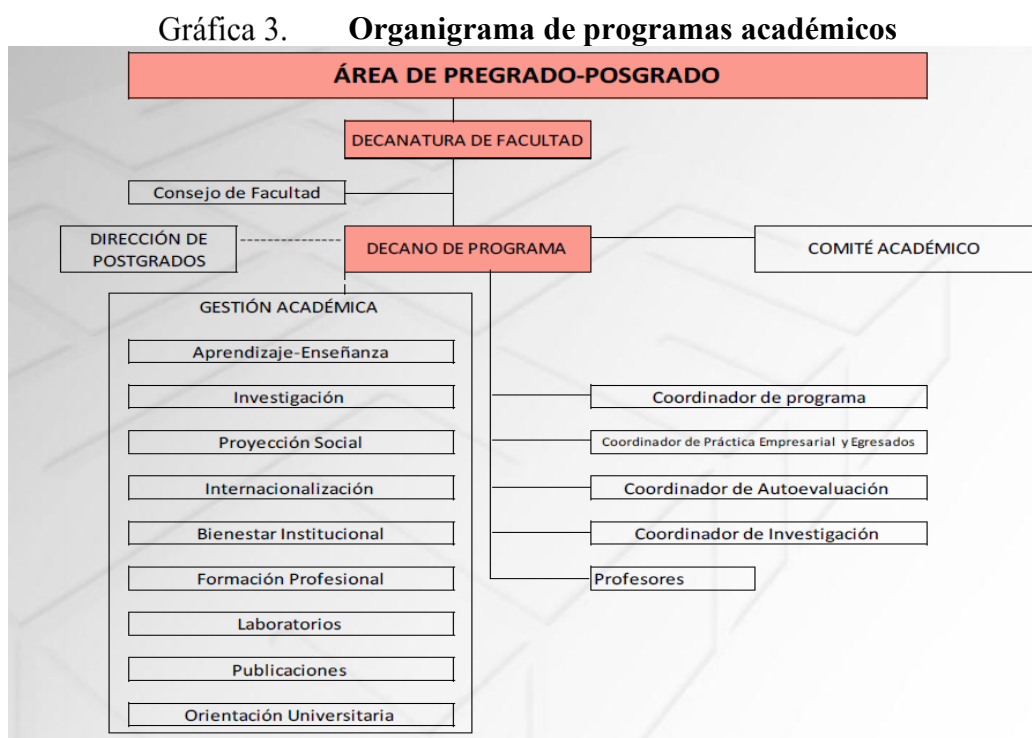 Gráfica 3. Organigrama de programas académicos
ÁREA DE PREGRADO-POSGRADO
DECANATURA DE FACULTAD
Consejo de Facultad
DIRECCIÓN DE
POSTGRADOS
DECANO DE PROGRAMA
COMITÉ ACADÉMICO
GESTIÓN ACADÉMICA
Aprendizaje-Enseñanza
Investigación
Proyección Social
Internacionalización
Bienestar Institucional
Formación Profesional
Laboratorios
Publicaciones
Orientación Universitaria
Coordinador de programa
Coordinador de Práctica Empresarial y Egresados
Coordinador de Autoevaluación
Coordinador de Investigación
Profesores